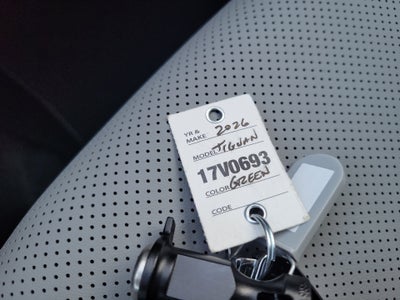 YR &
MAKE 2026
MODEL TIGUAN
17V0693
COLOR GREEN
CODE